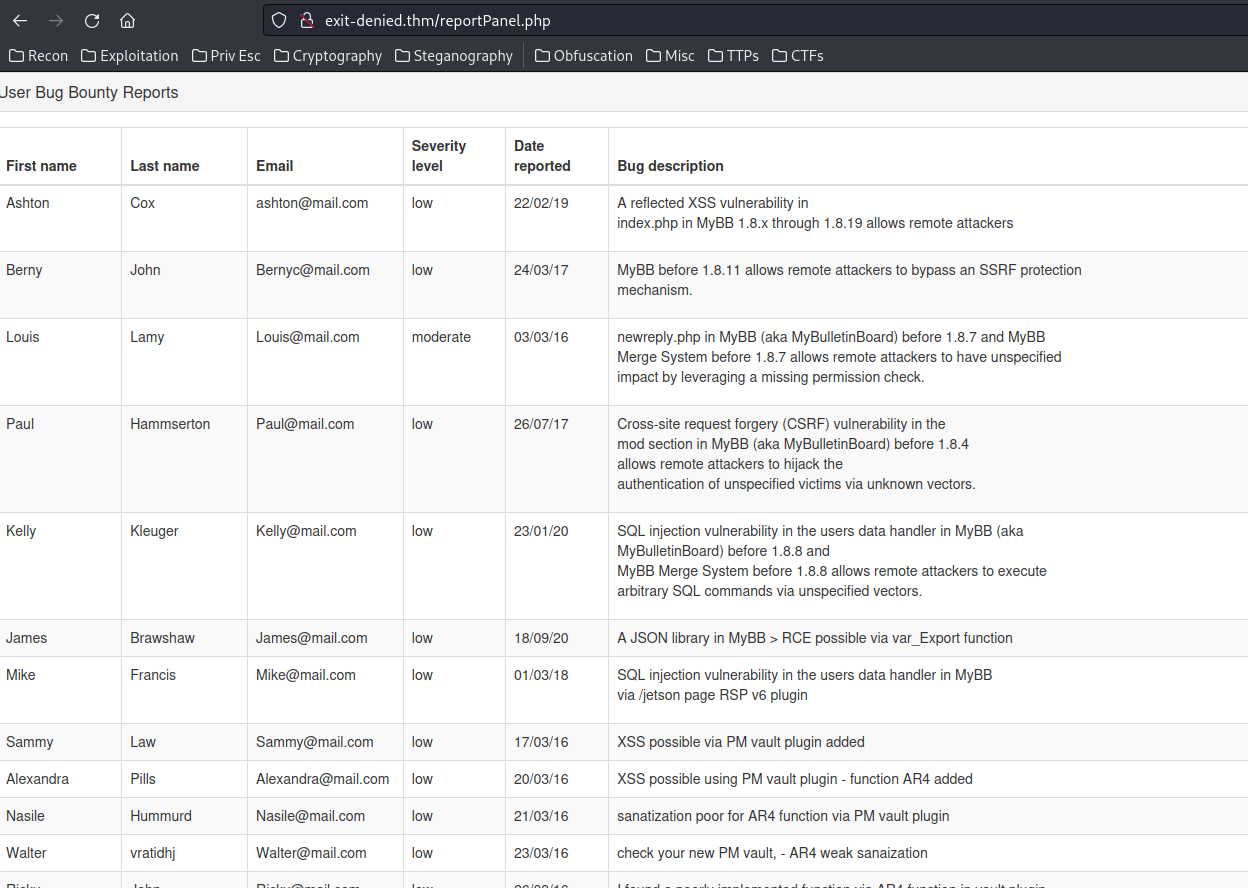 exit-denied.thm/reportPanel.php
Recon Exploitation Priv Esc Cryptography Steganography Obfuscation Misc TTPs CTFs
User Bug Bounty Reports
First name Last name Email Severity level Date reported Bug description
Ashton Cox ashton@mail.com low 22/02/19 A reflected XSS vulnerability in
index.php in MyBB 1.8.x through 1.8.19 allows remote attackers
Berny John Bernyc@mail.com low 24/03/17 MyBB before 1.8.11 allows remote attackers to bypass an SSRF protection
mechanism.
Louis Lamy Louis@mail.com moderate 03/03/16 newreply.php in MyBB (aka MyBulletinBoard) before 1.8.7 and MyBB
Merge System before 1.8.7 allows remote attackers to have unspecified
impact by leveraging a missing permission check.
Paul Hammserton Paul@mail.com low 26/07/17 Cross-site request forgery (CSRF) vulnerability in the
mod section in MyBB (aka MyBulletinBoard) before 1.8.4
allows remote attackers to hijack the
authentication of unspecified victims via unknown vectors.
Kelly Kleuger Kelly@mail.com low 23/01/20 SQL injection vulnerability in the users data handler in MyBB (aka
MyBulletinBoard) before 1.8.8 and
MyBB Merge System before 1.8.8 allows remote attackers to execute
arbitrary SQL commands via unspecified vectors.
James Brawshaw James@mail.com low 18/09/20 A JSON library in MyBB > RCE possible via var_Export function
Mike Francis Mike@mail.com low 01/03/18 SQL injection vulnerability in the users data handler in MyBB
via /jetson page RSP v6 plugin
Sammy Law Sammy@mail.com low 17/03/16 XSS possible via PM vault plugin added
Alexandra Pills Alexandra@mail.com low 20/03/16 XSS possible using PM vault plugin - function AR4 added
Nasile Hummurd Nasile@mail.com low 21/03/16 sanatization poor for AR4 function via PM vault plugin
Walter vratidhj Walter@mail.com low 23/03/16 check your new PM vault, - AR4 weak sanaization
John low I found a poorly implemented function via AR4 function in vault plugin